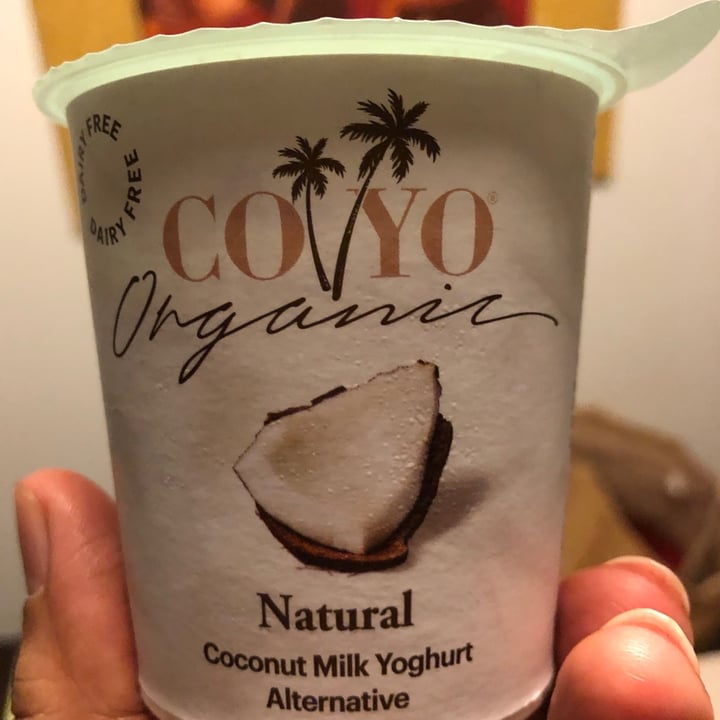 DAIRY FREE
DAIRY FREE
COYO®
Organic
Natural
Coconut Milk Yoghurt
Alternative